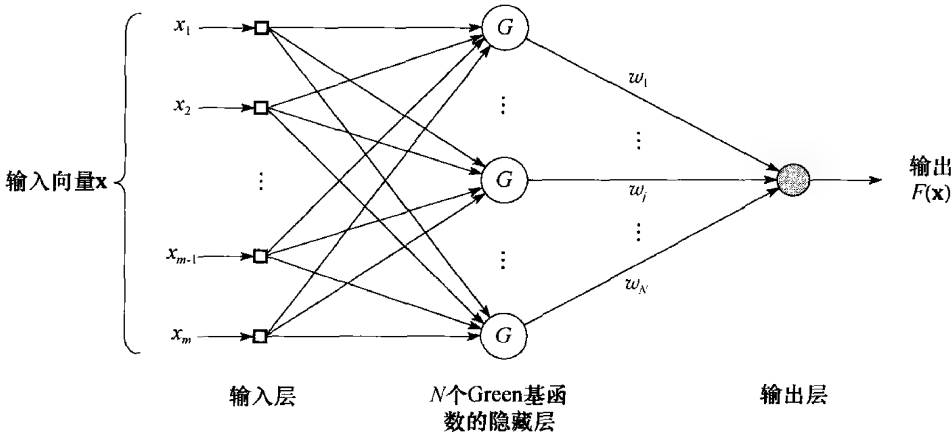 x₁
x₂
⋮
输入向量x
xₘ₋₁
xₘ
G
⋮
G
⋮
G
w₁
⋮
wⱼ
⋮
w_N
输出
F(x)
输入层
N个Green基函
数的隐藏层
输出层